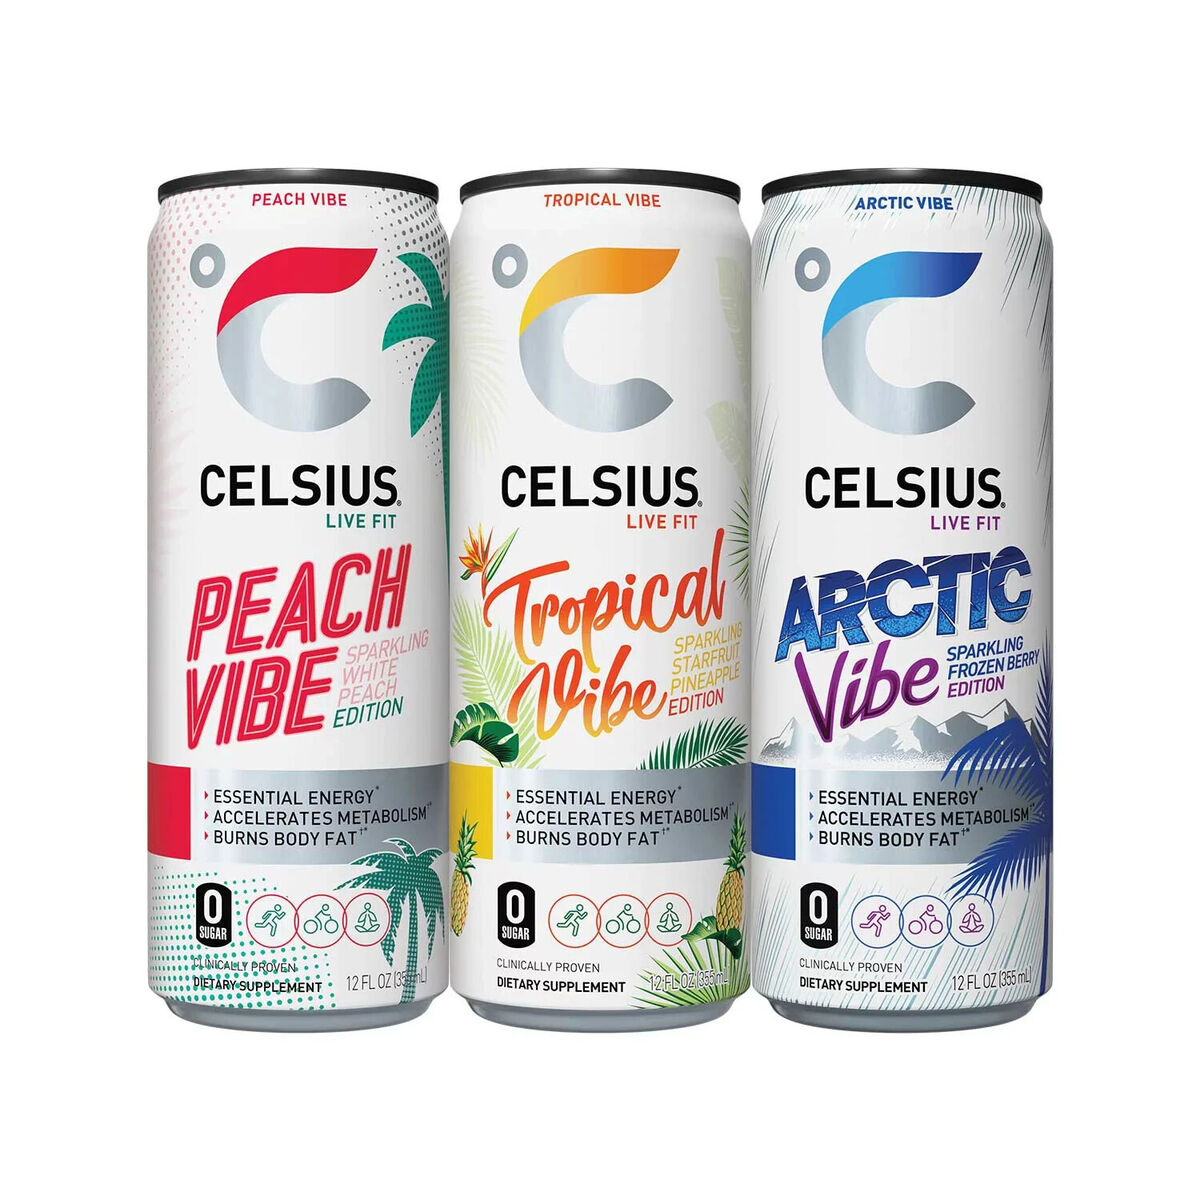 PEACH VIBE
CELSIUS®
LIVE FIT
PEACH
VIBE
SPARKLING
WHITE
PEACH
EDITION
ESSENTIAL ENERGY*
ACCELERATES METABOLISM†*
BURNS BODY FAT†*
0
SUGAR
CLINICALLY PROVEN
DIETARY SUPPLEMENT
12 FL OZ (355 mL)
TROPICAL VIBE
CELSIUS®
LIVE FIT
Tropical
Vibe
SPARKLING
STARFRUIT
PINEAPPLE
EDITION
ESSENTIAL ENERGY*
ACCELERATES METABOLISM†*
BURNS BODY FAT†*
0
SUGAR
CLINICALLY PROVEN
DIETARY SUPPLEMENT
12 FL OZ (355 mL)
ARCTIC VIBE
CELSIUS®
LIVE FIT
ARCTIC
Vibe
SPARKLING
FROZEN BERRY
EDITION
ESSENTIAL ENERGY*
ACCELERATES METABOLISM†*
BURNS BODY FAT†*
0
SUGAR
CLINICALLY PROVEN
DIETARY SUPPLEMENT
12 FL OZ (355 mL)